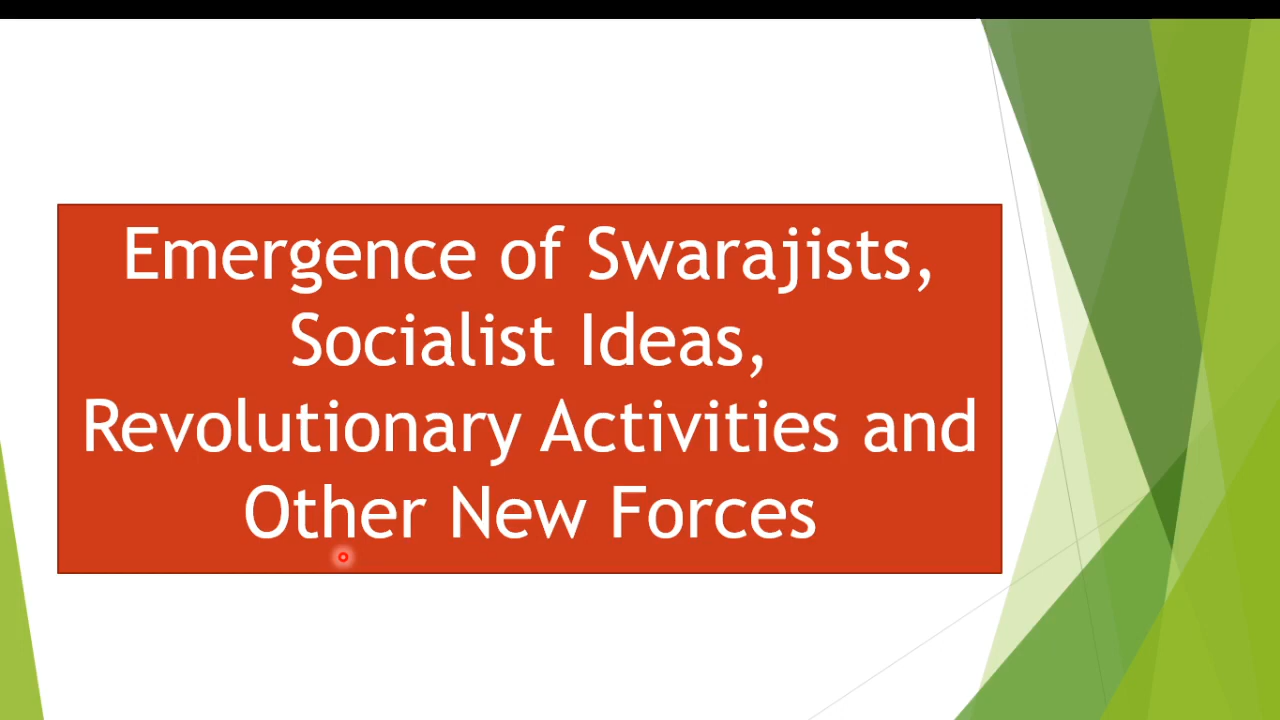 Emergence of Swarajists,
Socialist Ideas,
Revolutionary Activities and
Other New Forces